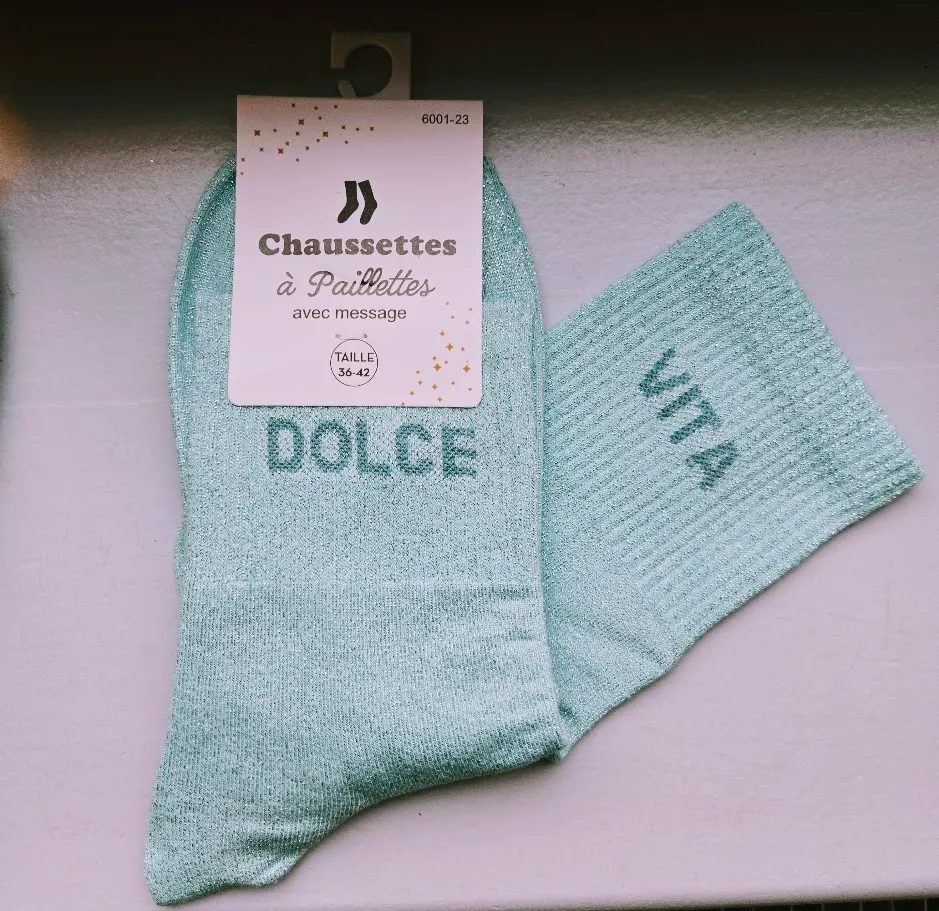 6001-23
Chaussettes
à Paillettes
avec message
TAILLE
36-42
DOLCE
VITA